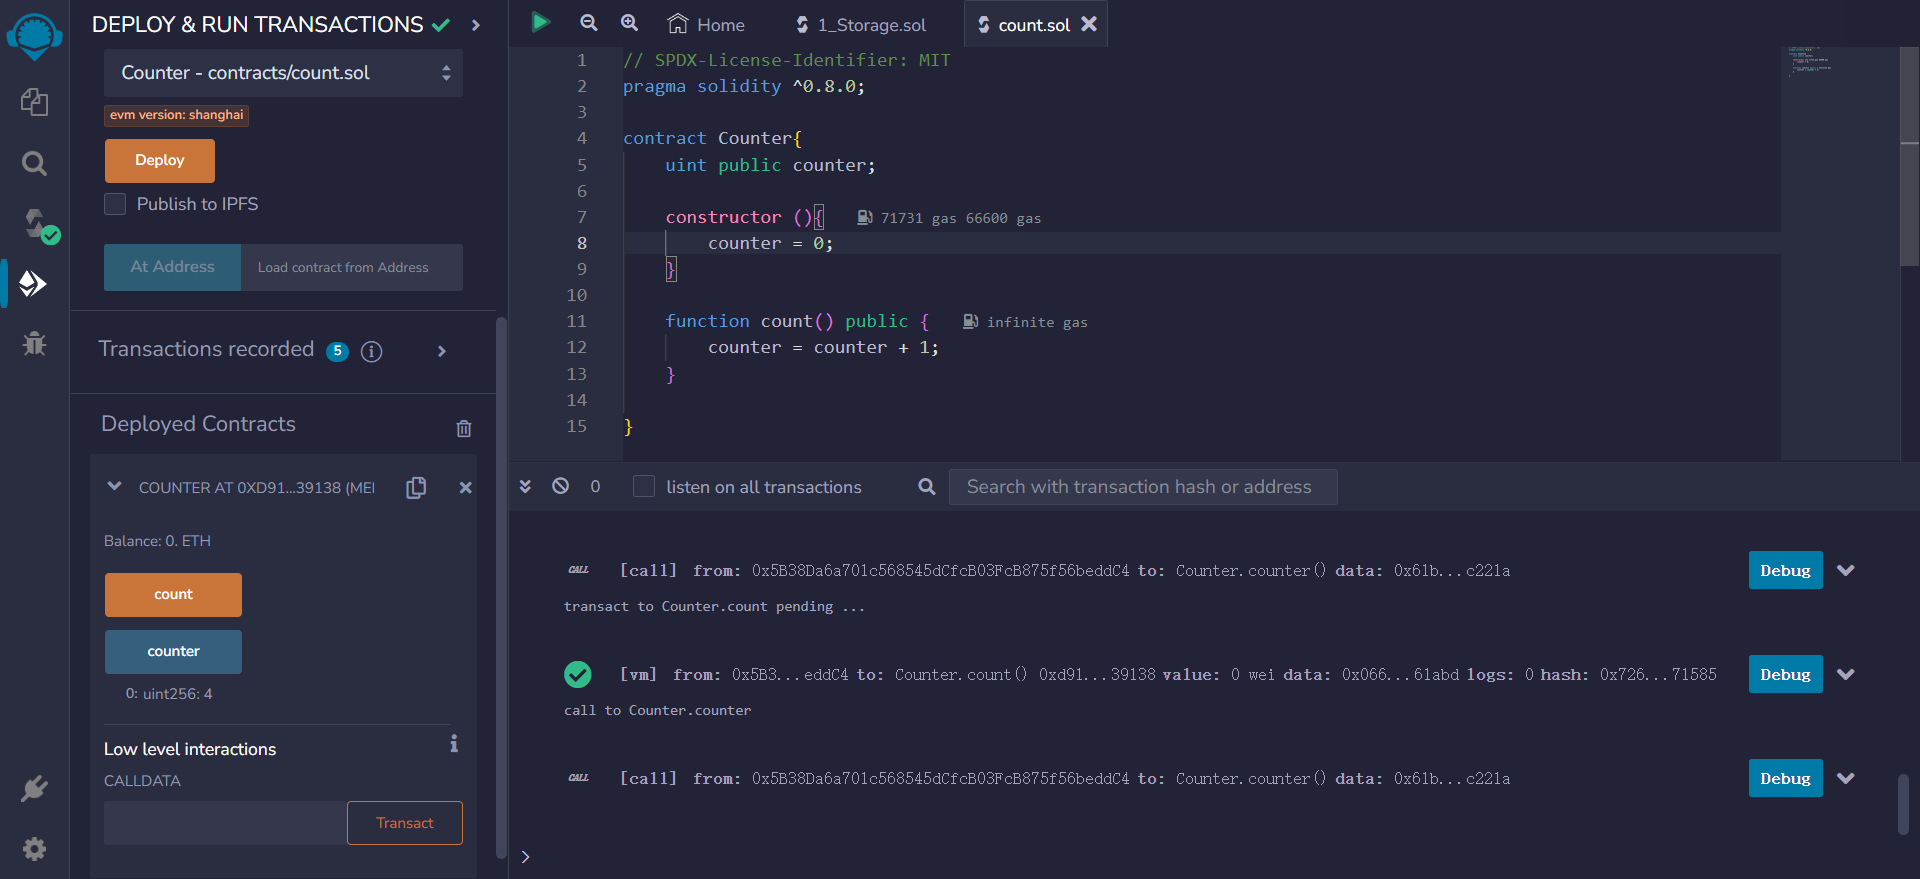 DEPLOY & RUN TRANSACTIONS
Counter - contracts/count.sol
evm version: shanghai
Deploy
Publish to IPFS
At Address
Load contract from Address
Transactions recorded 5
Deployed Contracts
COUNTER AT 0XD91...39138 (MEI
Balance: 0. ETH
count
counter
0: uint256: 4
Low level interactions
CALLDATA
Transact
Home
1_Storage.sol
count.sol
1 // SPDX-License-Identifier: MIT
2 pragma solidity ^0.8.0;
3
4 contract Counter{
5 uint public counter;
6
7 constructor (){ 71731 gas 66600 gas
8 counter = 0;
9 }
10
11 function count() public { infinite gas
12 counter = counter + 1;
13 }
14
15 }
0
listen on all transactions
Search with transaction hash or address
CALL [call] from: 0x5B38Da6a701c568545dCfcB03FcB875f56beddC4 to: Counter.counter() data: 0x61b...c221a
Debug
transact to Counter.count pending ...
[vm] from: 0x5B3...eddC4 to: Counter.count() 0xd91...39138 value: 0 wei data: 0x066...61abd logs: 0 hash: 0x726...71585
Debug
call to Counter.counter
CALL [call] from: 0x5B38Da6a701c568545dCfcB03FcB875f56beddC4 to: Counter.counter() data: 0x61b...c221a
Debug
>